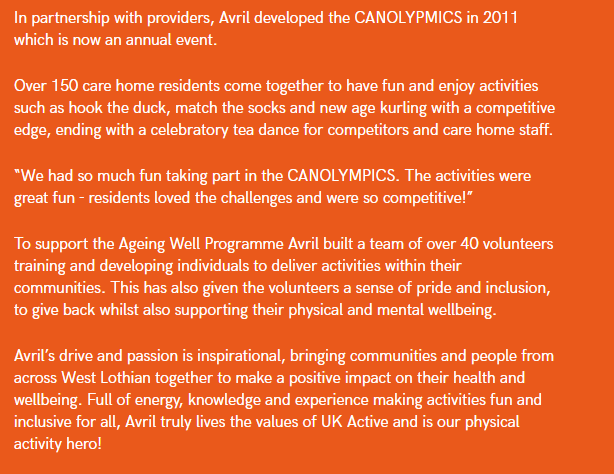 In partnership with providers, Avril developed the CANOLYPMICS in 2011
which is now an annual event.
Over 150 care home residents come together to have fun and enjoy activities
such as hook the duck, match the socks and new age kurling with a competitive
edge, ending with a celebratory tea dance for competitors and care home staff.
“We had so much fun taking part in the CANOLYMPICS. The activities were
great fun - residents loved the challenges and were so competitive!”
To support the Ageing Well Programme Avril built a team of over 40 volunteers
training and developing individuals to deliver activities within their
communities. This has also given the volunteers a sense of pride and inclusion,
to give back whilst also supporting their physical and mental wellbeing.
Avril’s drive and passion is inspirational, bringing communities and people from
across West Lothian together to make a positive impact on their health and
wellbeing. Full of energy, knowledge and experience making activities fun and
inclusive for all, Avril truly lives the values of UK Active and is our physical
activity hero!